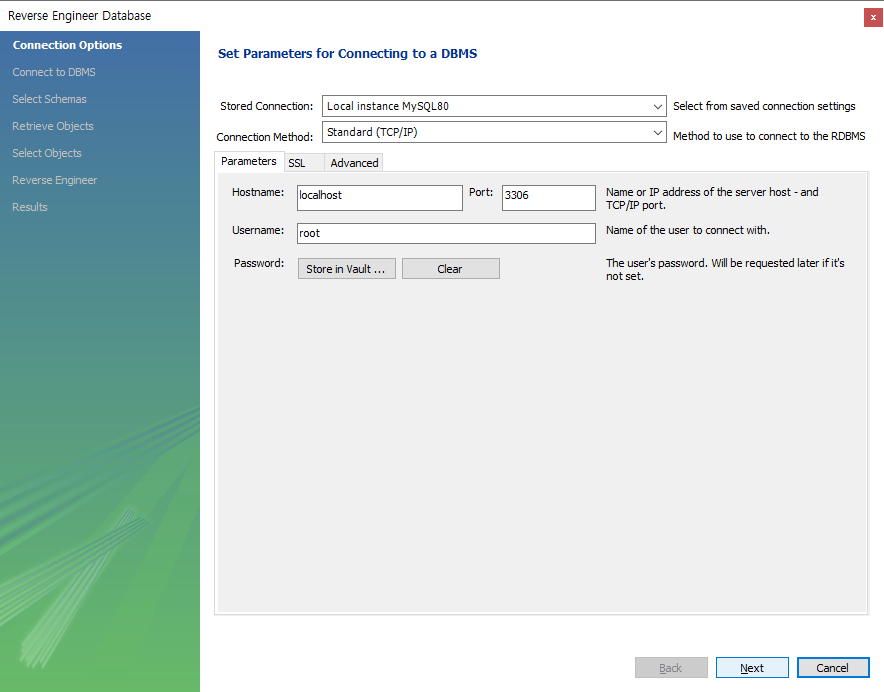 Reverse Engineer Database
x
Connection Options
Connect to DBMS
Select Schemas
Retrieve Objects
Select Objects
Reverse Engineer
Results
Set Parameters for Connecting to a DBMS
Stored Connection: Local instance MySQL80 Select from saved connection settings
Connection Method: Standard (TCP/IP) Method to use to connect to the RDBMS
Parameters SSL Advanced
Hostname: localhost Port: 3306 Name or IP address of the server host - and
TCP/IP port.
Username: root Name of the user to connect with.
Password: Store in Vault ... Clear The user's password. Will be requested later if it's
not set.
Back Next Cancel